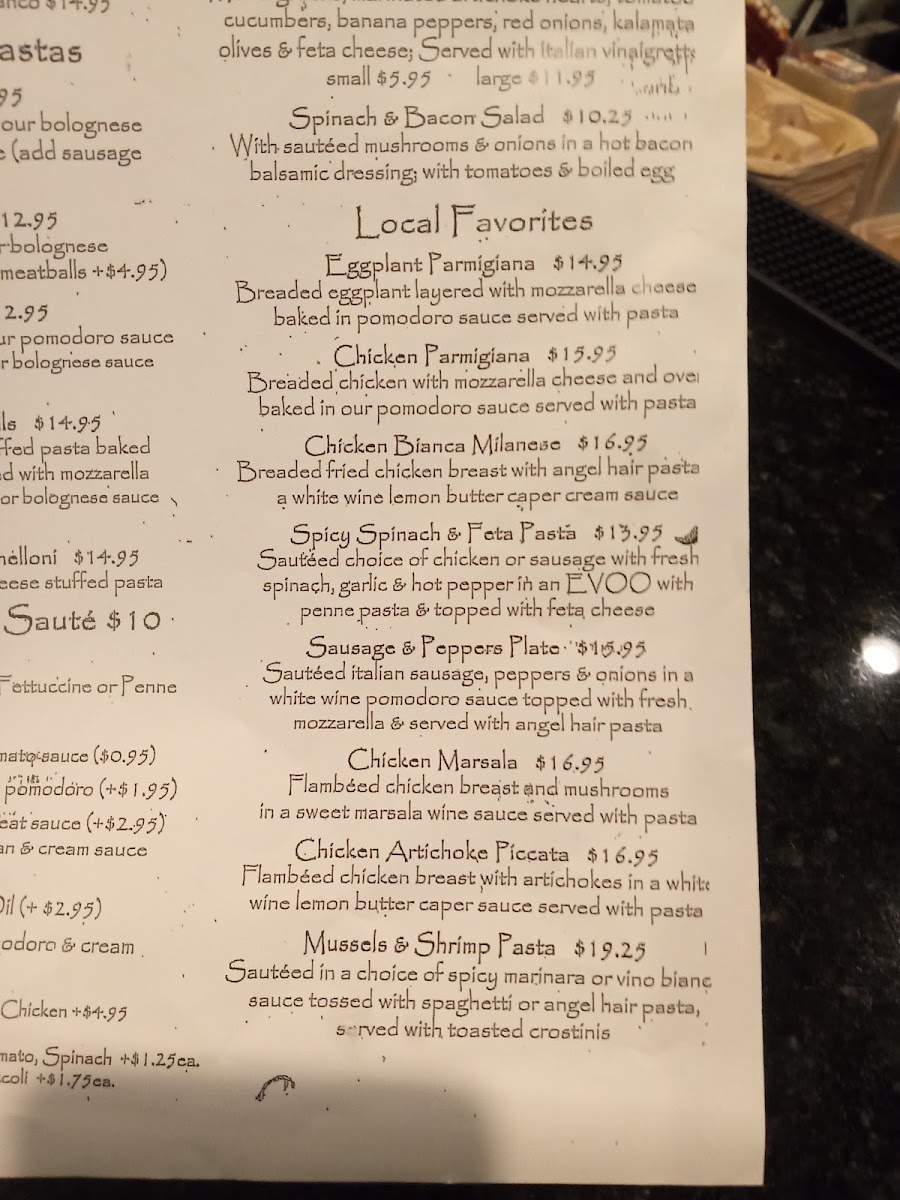 $14.95
astas
95
our bolognese
(add sausage
12.95
bolognese
meatballs +$4.95)
2.95
ur pomodoro sauce
r bolognese sauce
lls $14.95
ffed pasta baked
d with mozzarella
or bolognese sauce
nelloni $14.95
eese stuffed pasta
Sauté $10
Fettuccine or Penne
mato sauce ($0.95)
pomodoro (+$1.95)
eat sauce (+$2.95)
an & cream sauce
Oil (+ $2.95)
odoro & cream
Chicken +$4.95
mato, Spinach +$1.25ea.
coli +$1.75ea.
cucumbers, banana peppers, red onions, kalamata
olives & feta cheese; Served with italian vinaigrette
small $5.95 · large $11.95
Spinach & Bacon Salad $10.25
With sautéed mushrooms & onions in a hot bacon
balsamic dressing; with tomatoes & boiled egg
Local Favorites
Eggplant Parmigiana $14.95
Breaded eggplant layered with mozzarella cheese
baked in pomodoro sauce served with pasta
Chicken Parmigiana $15.95
Breaded chicken with mozzarella cheese and ove
baked in our pomodoro sauce served with pasta
Chicken Bianca Milanese $16.95
Breaded fried chicken breast with angel hair pasta
a white wine lemon butter caper cream sauce
Spicy Spinach & Feta Pasta $13.95
Sautéed choice of chicken or sausage with fresh
spinach, garlic & hot pepper in an EVOO with
penne pasta & topped with feta cheese
Sausage & Peppers Plate $15.95
Sautéed italian sausage, peppers & onions in a
white wine pomodoro sauce topped with fresh
mozzarella & served with angel hair pasta
Chicken Marsala $16.95
Flambéed chicken breast and mushrooms
in a sweet marsala wine sauce served with pasta
Chicken Artichoke Piccata $16.95
Flambéed chicken breast with artichokes in a white
wine lemon butter caper sauce served with pasta
Mussels & Shrimp Pasta $19.25
Sautéed in a choice of spicy marinara or vino bianc
sauce tossed with spaghetti or angel hair pasta,
served with toasted crostinis